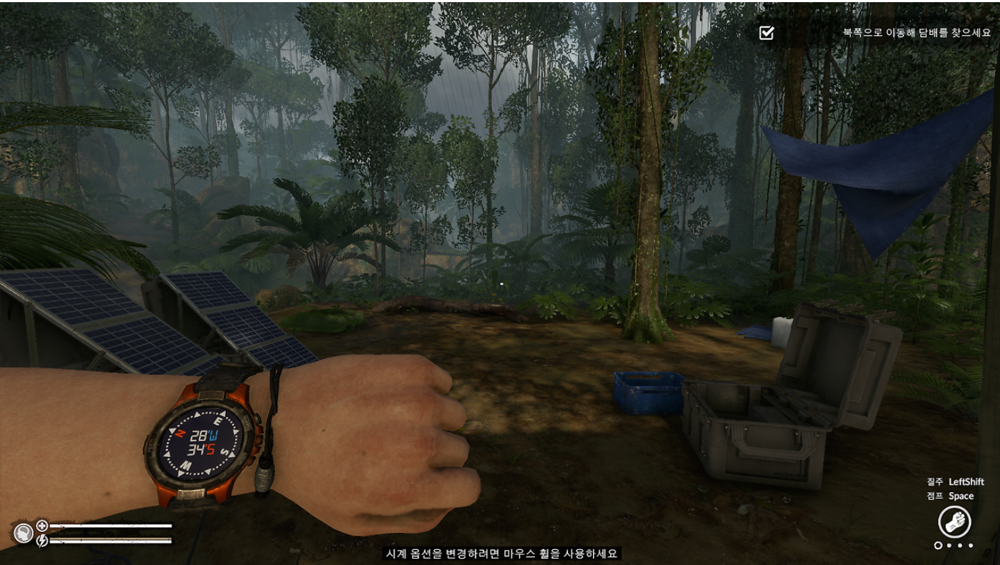 북쪽으로 이동해 담배를 찾으세요
N
E
28'W
34'S
S
W
질주 LeftShift
점프 Space
시계 옵션을 변경하려면 마우스 휠을 사용하세요